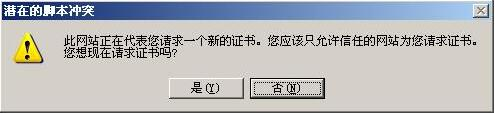 潜在的脚本冲突
此网站正在代表您请求一个新的证书。您应该只允许信任的网站为您请求证书。
您想现在请求证书吗?
是(Y) 否(N)